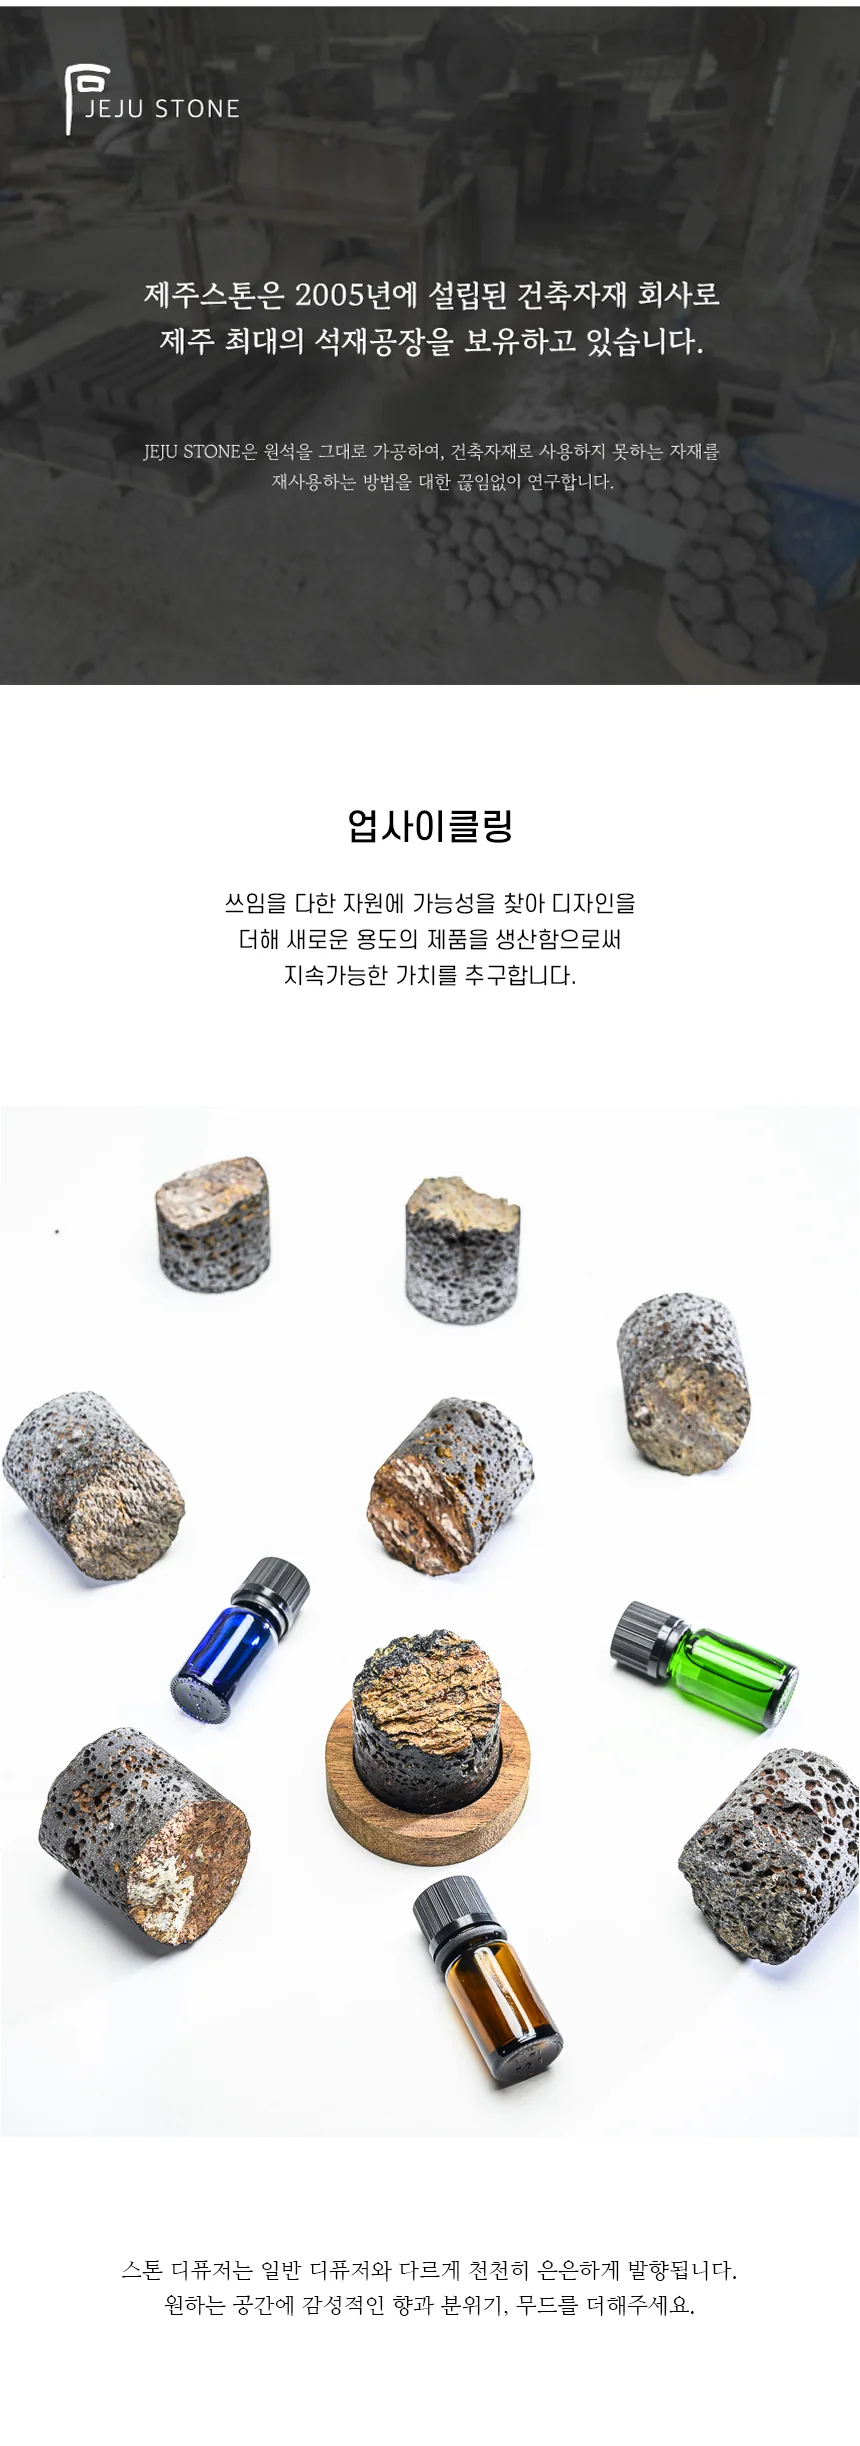 JEJU STONE
제주스톤은 2005년에 설립된 건축자재 회사로
제주 최대의 석재공장을 보유하고 있습니다.
JEJU STONE은 원석을 그대로 가공하여, 건축자재로 사용하지 못하는 자재를
재사용하는 방법을 대한 끊임없이 연구합니다.
업사이클링
쓰임을 다한 자원에 가능성을 찾아 디자인을
더해 새로운 용도의 제품을 생산함으로써
지속가능한 가치를 추구합니다.
스톤 디퓨저는 일반 디퓨저와 다르게 천천히 은은하게 발향됩니다.
원하는 공간에 감성적인 향과 분위기, 무드를 더해주세요.